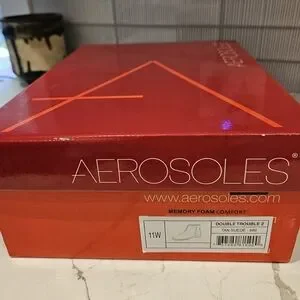 AEROSOLES
AEROSOLES®
www.aerosoles.com
MEMORY FOAM COMFORT
11W
DOUBLE TROUBLE 2
TAN SUEDE